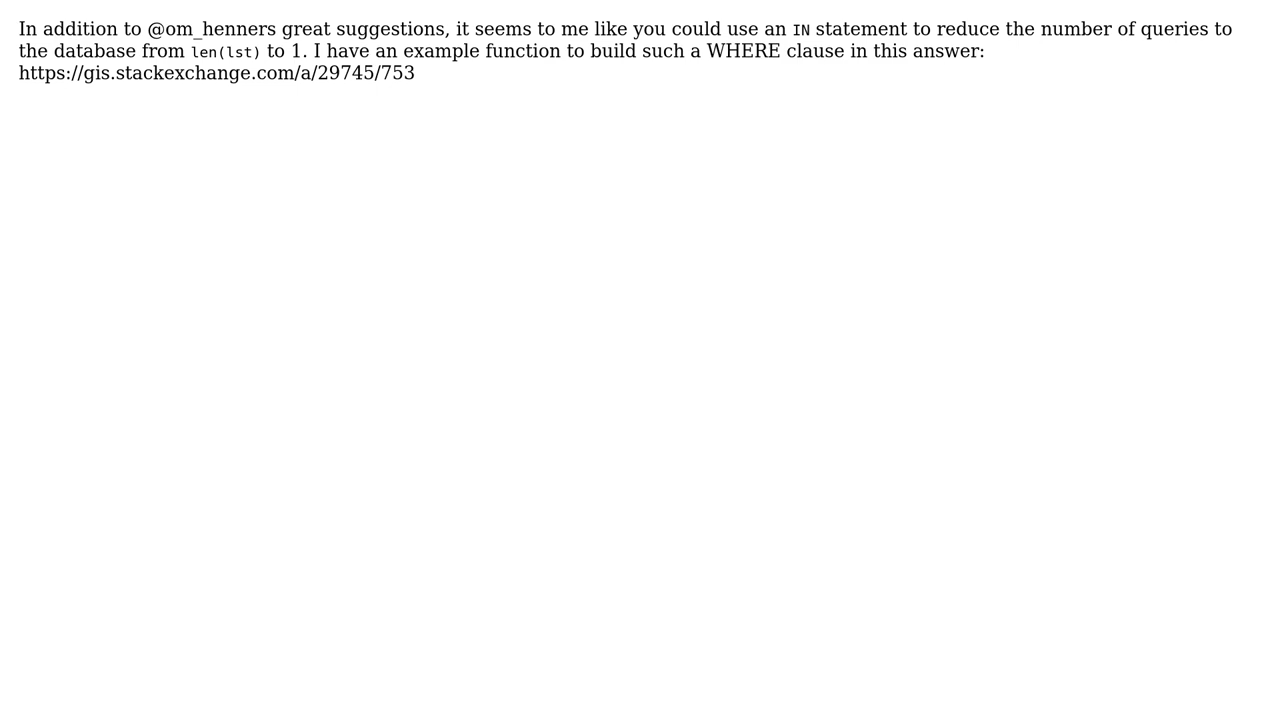 In addition to @om_henners great suggestions, it seems to me like you could use an IN statement to reduce the number of queries to
the database from len(lst) to 1. I have an example function to build such a WHERE clause in this answer:
https://gis.stackexchange.com/a/29745/753